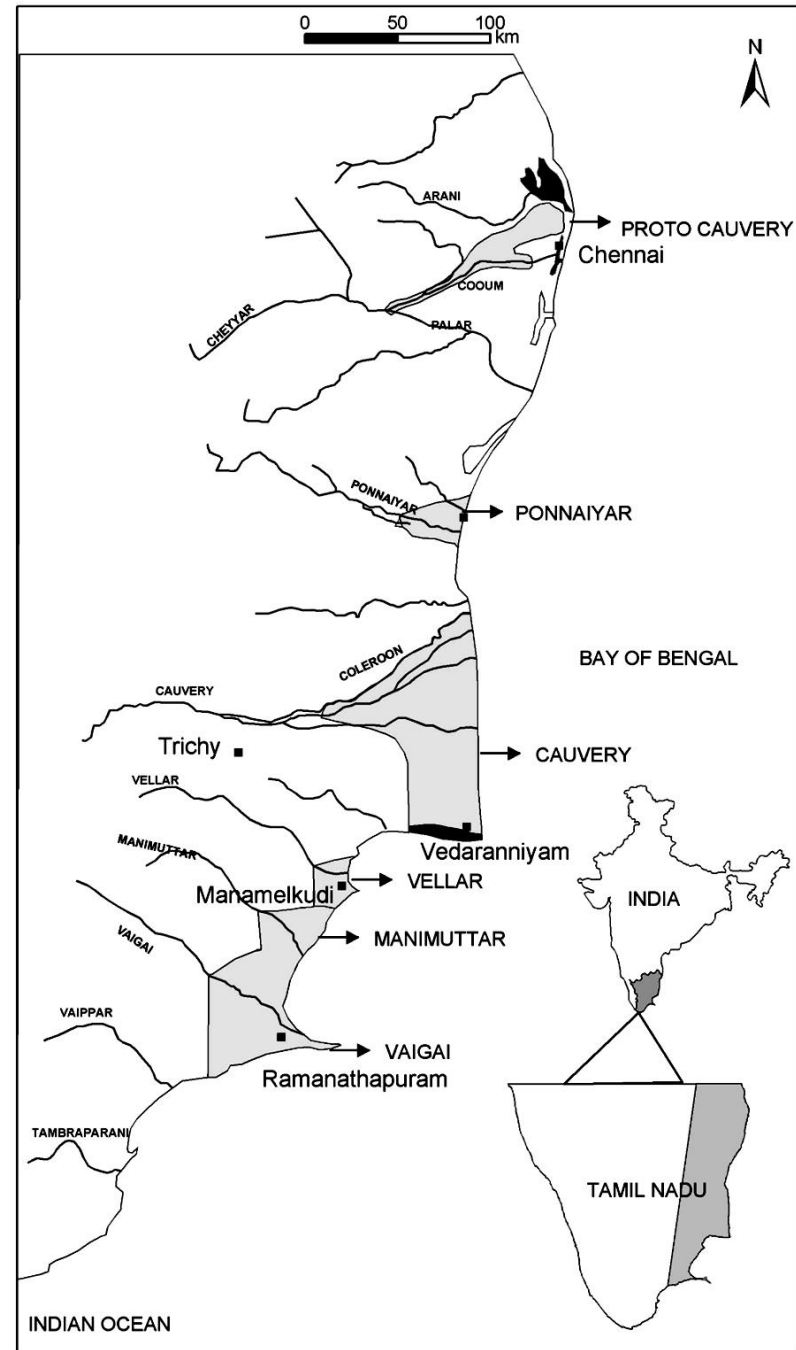 0 50 100
km
N
ARANI
PROTO CAUVERY
Chennai
COOUM
CHEYYAR
PALAR
PONNAIYAR
PONNAIYAR
COLEROON
BAY OF BENGAL
CAUVERY
Trichy
CAUVERY
VELLAR
Vedaranniyam
MANIMUTTAR
Manamelkudi
VELLAR
INDIA
VAIGAI
MANIMUTTAR
VAIPPAR
VAIGAI
Ramanathapuram
TAMBRAPARANI
TAMIL NADU
INDIAN OCEAN